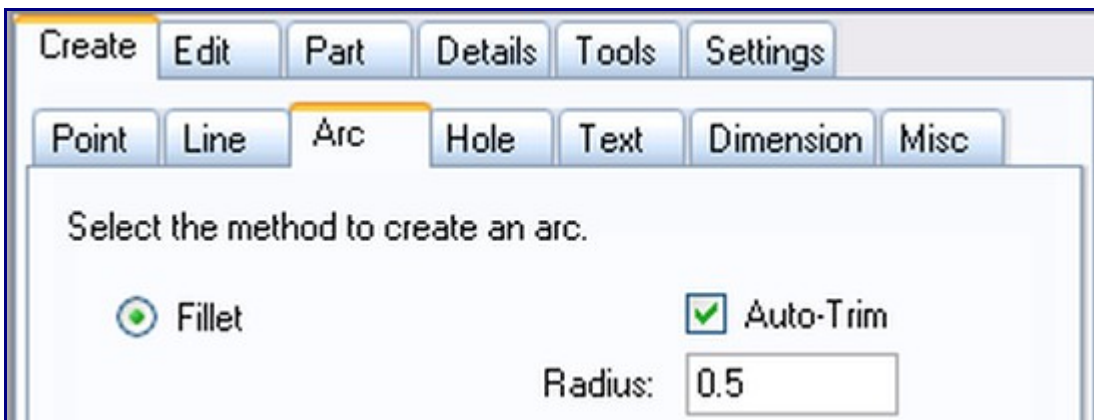 Create Edit Part Details Tools Settings
Point Line Arc Hole Text Dimension Misc
Select the method to create an arc.
Fillet Auto-Trim
Radius: 0.5